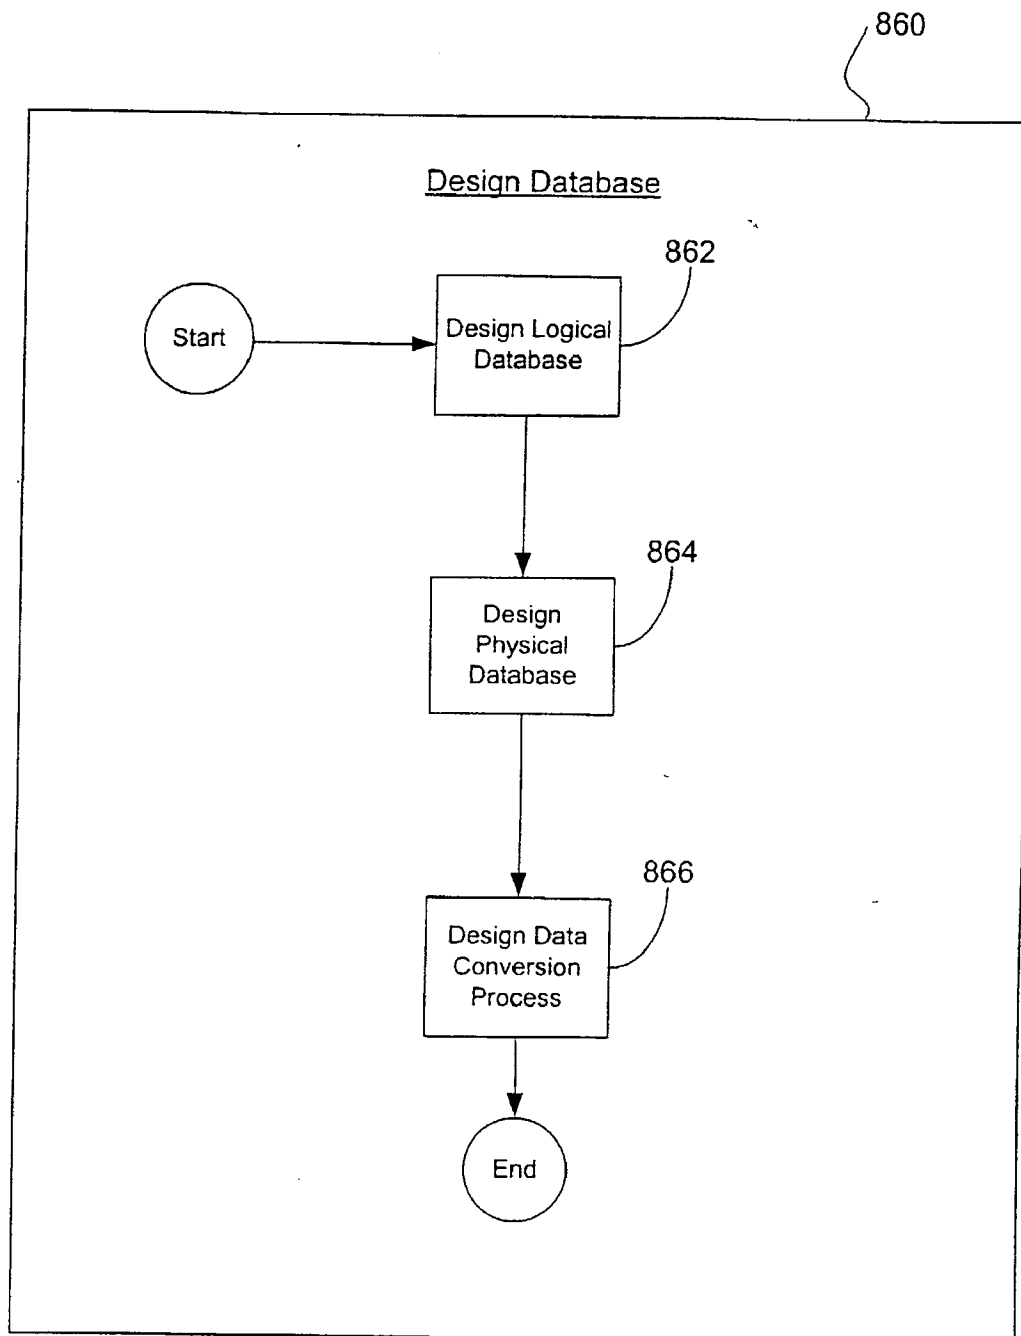 860
Design Database
862
Start
Design Logical
Database
864
Design
Physical
Database
866
Design Data
Conversion
Process
End